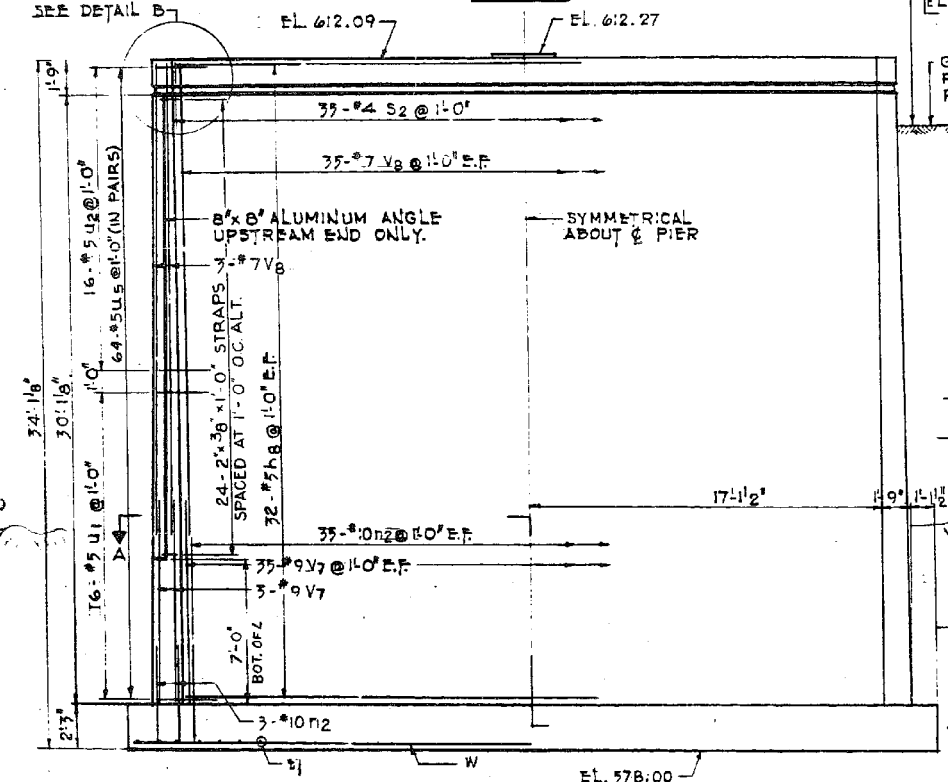 SEE DETAIL B
EL. 612.09
EL. 612.27
1'-9"
35-#4 S2 @ 1'-0"
35-#7 V8 @ 1'-0" E.F.
16-#5 U2 @ 1'-0"
64-#5 U5 @ 1'-0" (IN PAIRS)
8"x8" ALUMINUM ANGLE
UPSTREAM END ONLY.
SYMMETRICAL
ABOUT ℄ PIER
3-#7 V8
24-2"x3/8"x1'-0" STRAPS
SPACED AT 1'-0" O.C. ALT.
32-#5 h8 @ 1'-0" E.F.
1'-0"
34'-1 1/8"
30'-1 1/8"
16-#5 U1 @ 1'-0"
A
17'-1 1/2"
1'-9"
1'-1 1/2"
35-#10 n2 @ 1'-0" E.F.
35-#9 V7 @ 1'-0" E.F.
3-#9 V7
7'-0"
BOT. OF L
2'-3"
3-#10 n2
W
EL. 578.00